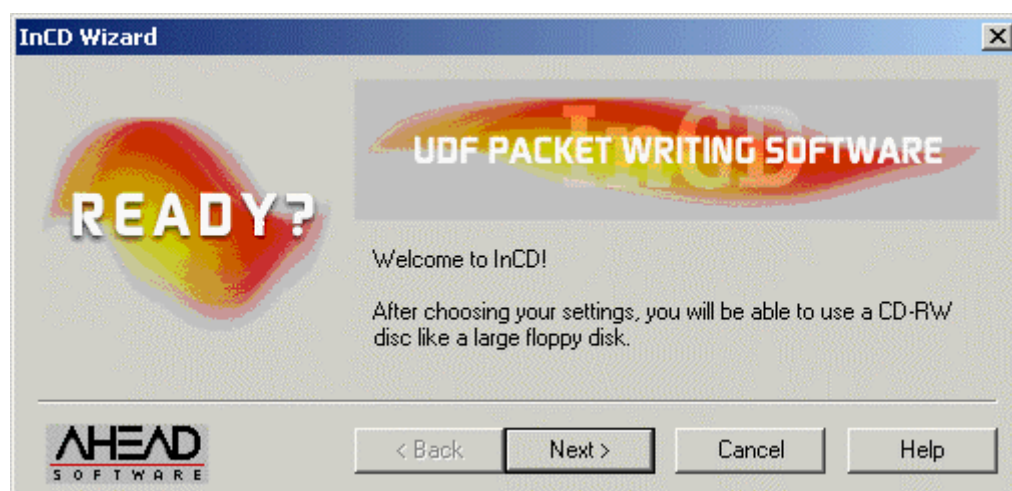 InCD Wizard
READY?
InCD
UDF PACKET WRITING SOFTWARE
Welcome to InCD!
After choosing your settings, you will be able to use a CD-RW
disc like a large floppy disk.
AHEAD
SOFTWARE
< Back
Next >
Cancel
Help